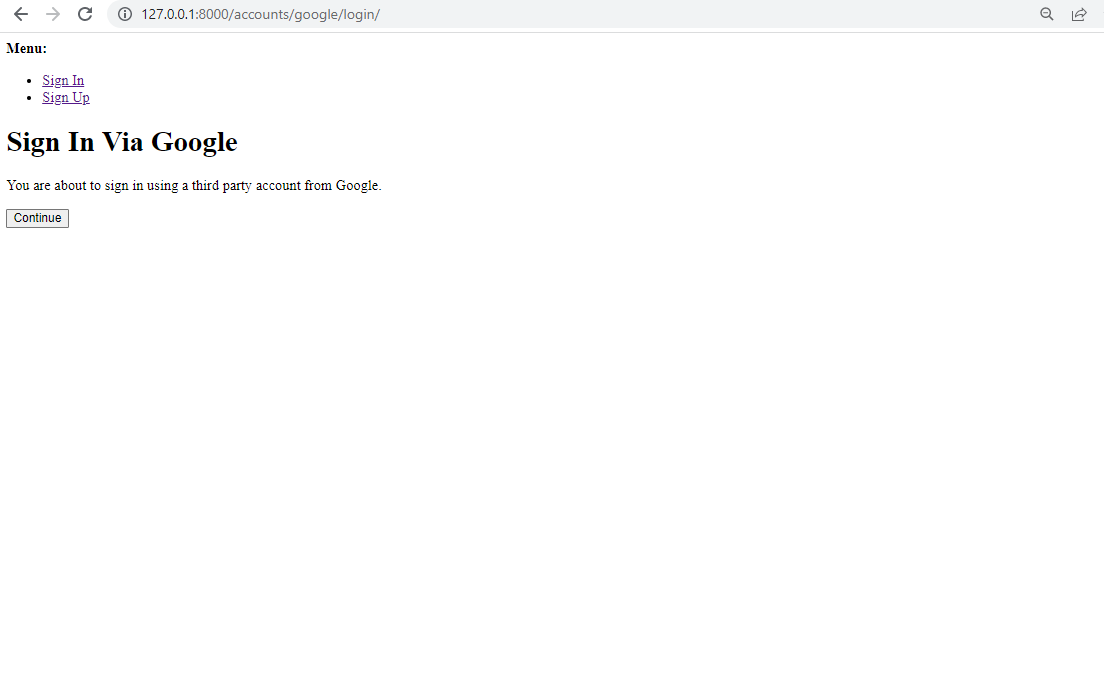 127.0.0.1:8000/accounts/google/login/
Menu:
Sign In
Sign Up
Sign In Via Google
You are about to sign in using a third party account from Google.
Continue